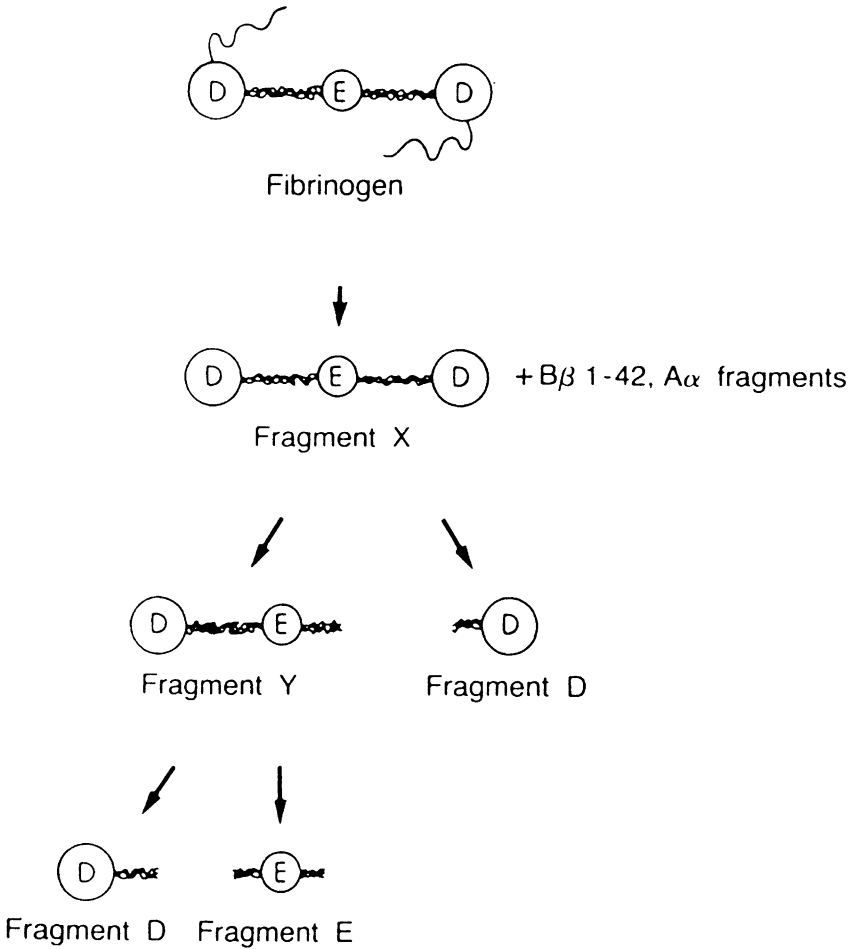 D E D
Fibrinogen
D E D +Bβ 1-42, Aα fragments
Fragment X
D E D
Fragment Y Fragment D
D E
Fragment D Fragment E